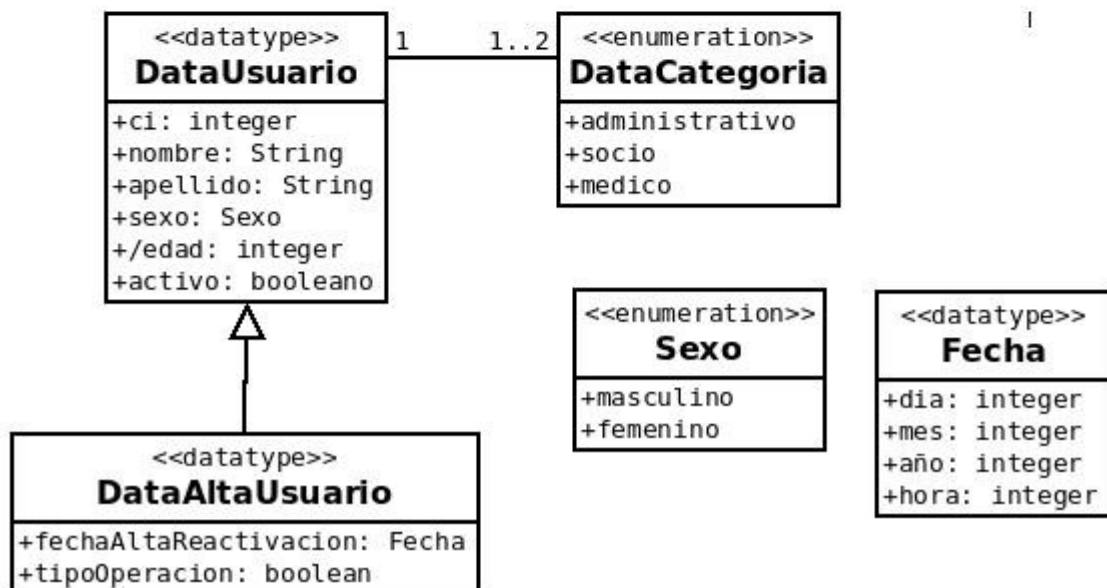 <<datatype>>
DataUsuario
+ci: integer
+nombre: String
+apellido: String
+sexo: Sexo
+/edad: integer
+activo: booleano
1
1..2
<<enumeration>>
DataCategoria
+administrativo
+socio
+medico
<<enumeration>>
Sexo
+masculino
+femenino
<<datatype>>
Fecha
+dia: integer
+mes: integer
+año: integer
+hora: integer
<<datatype>>
DataAltaUsuario
+fechaAltaReactivacion: Fecha
+tipoOperacion: boolean